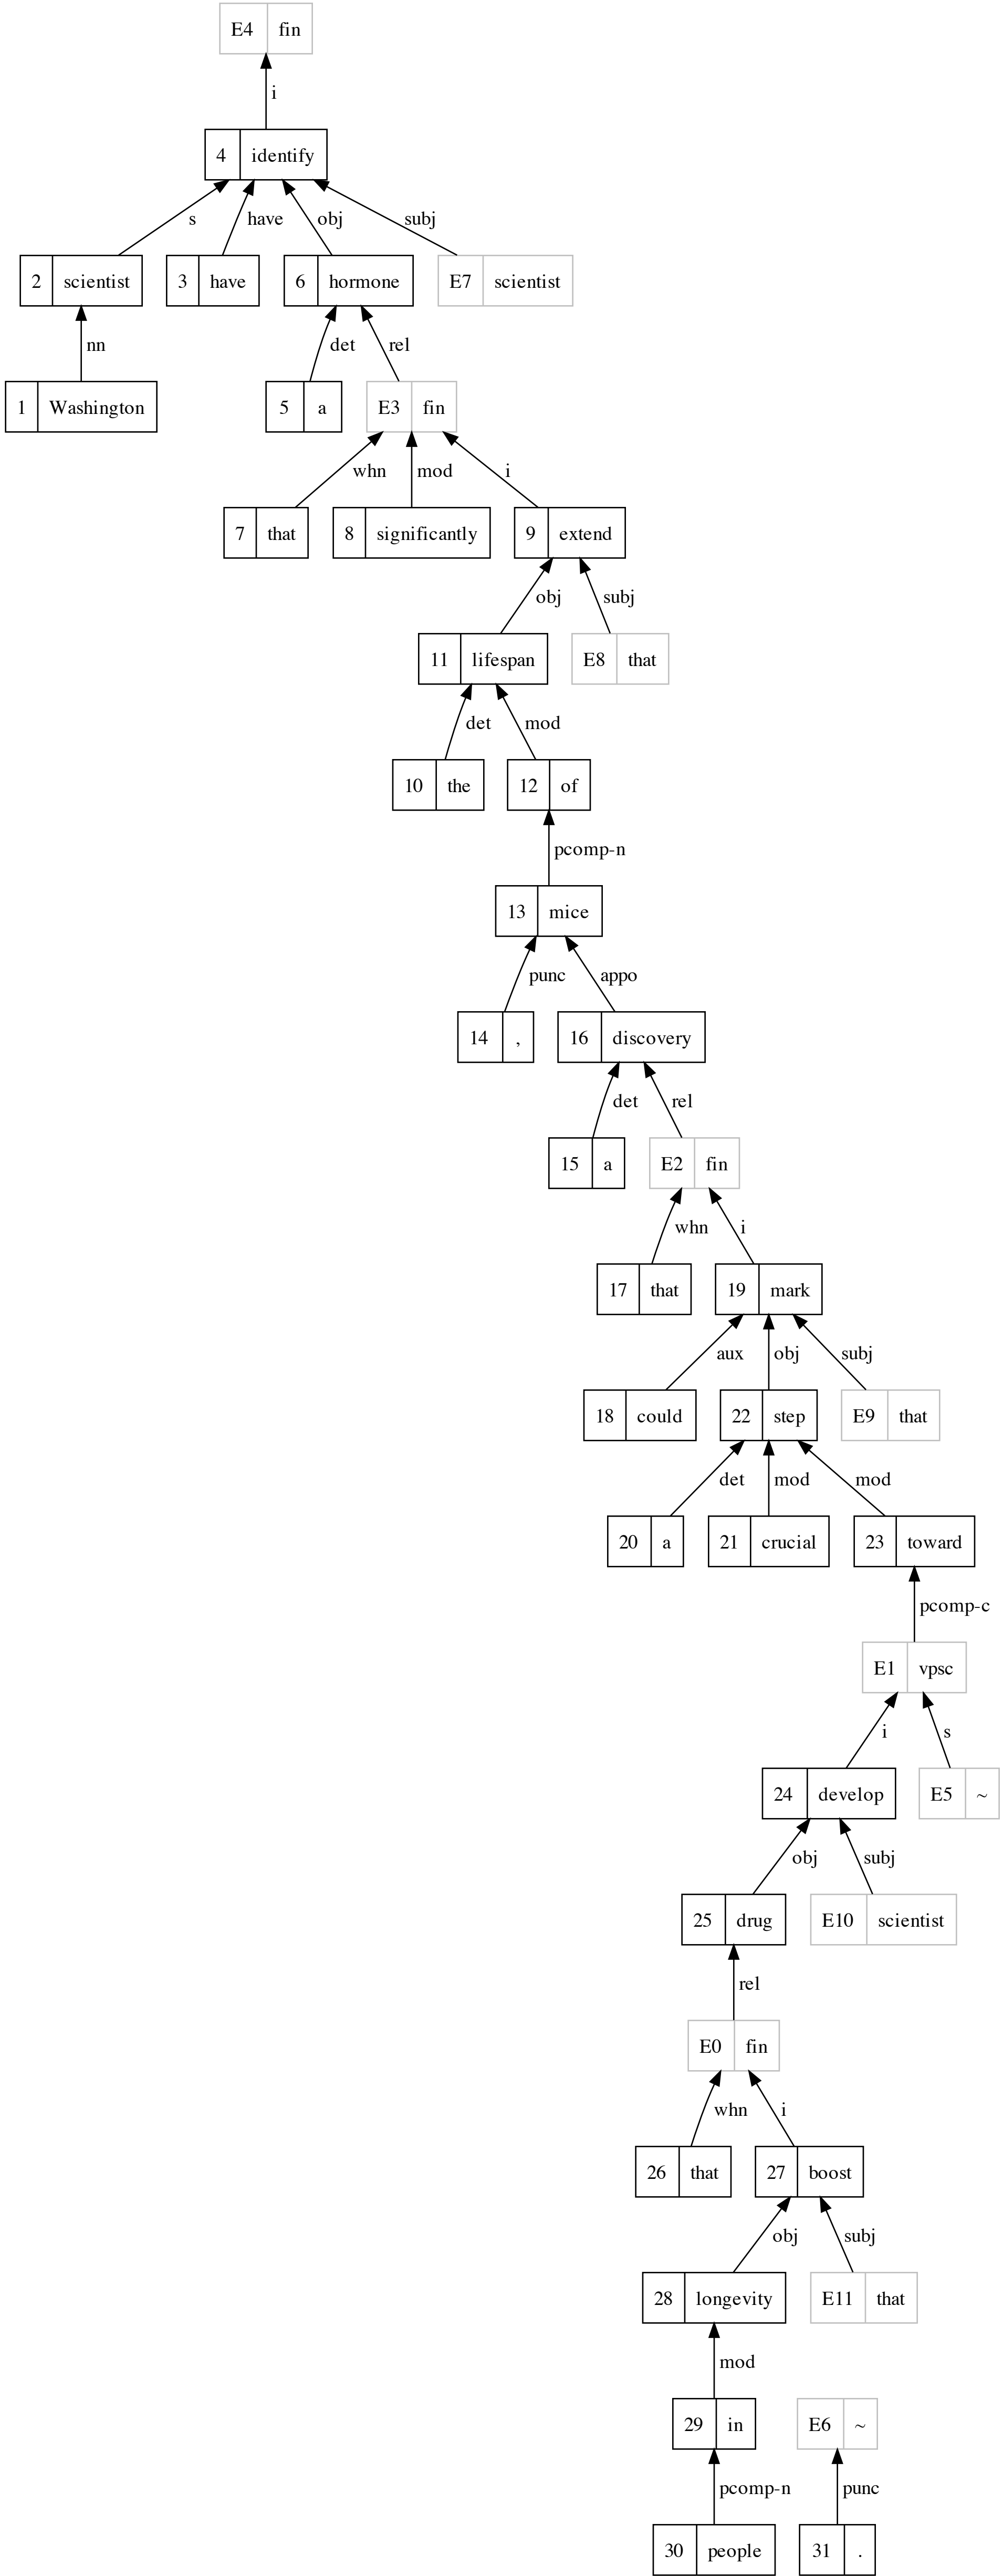 E4 fin
i
4 identify
s have obj subj
2 scientist 3 have 6 hormone E7 scientist
nn det rel
1 Washington 5 a E3 fin
whn mod i
7 that 8 significantly 9 extend
obj subj
11 lifespan E8 that
det mod
10 the 12 of
pcomp-n
13 mice
punc appo
14 , 16 discovery
det rel
15 a E2 fin
whn i
17 that 19 mark
aux obj subj
18 could 22 step E9 that
det mod mod
20 a 21 crucial 23 toward
pcomp-c
E1 vpsc
i s
24 develop E5 ~
obj subj
25 drug E10 scientist
rel
E0 fin
whn i
26 that 27 boost
obj subj
28 longevity E11 that
mod
29 in E6 ~
pcomp-n punc
30 people 31 .